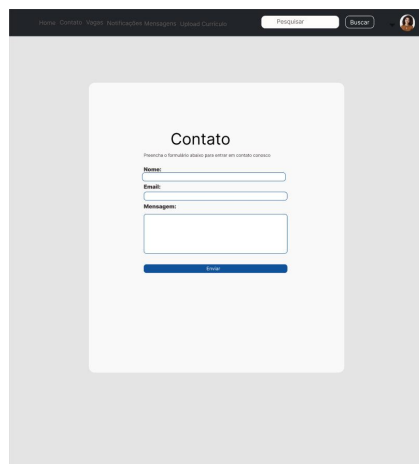 Home Contato Vagas Notificações Mensagens Upload Curriculo Pesquisar Buscar
Contato
Preencha o formulário abaixo para entrar em contato conosco
Nome:
Email:
Mensagem:
Enviar